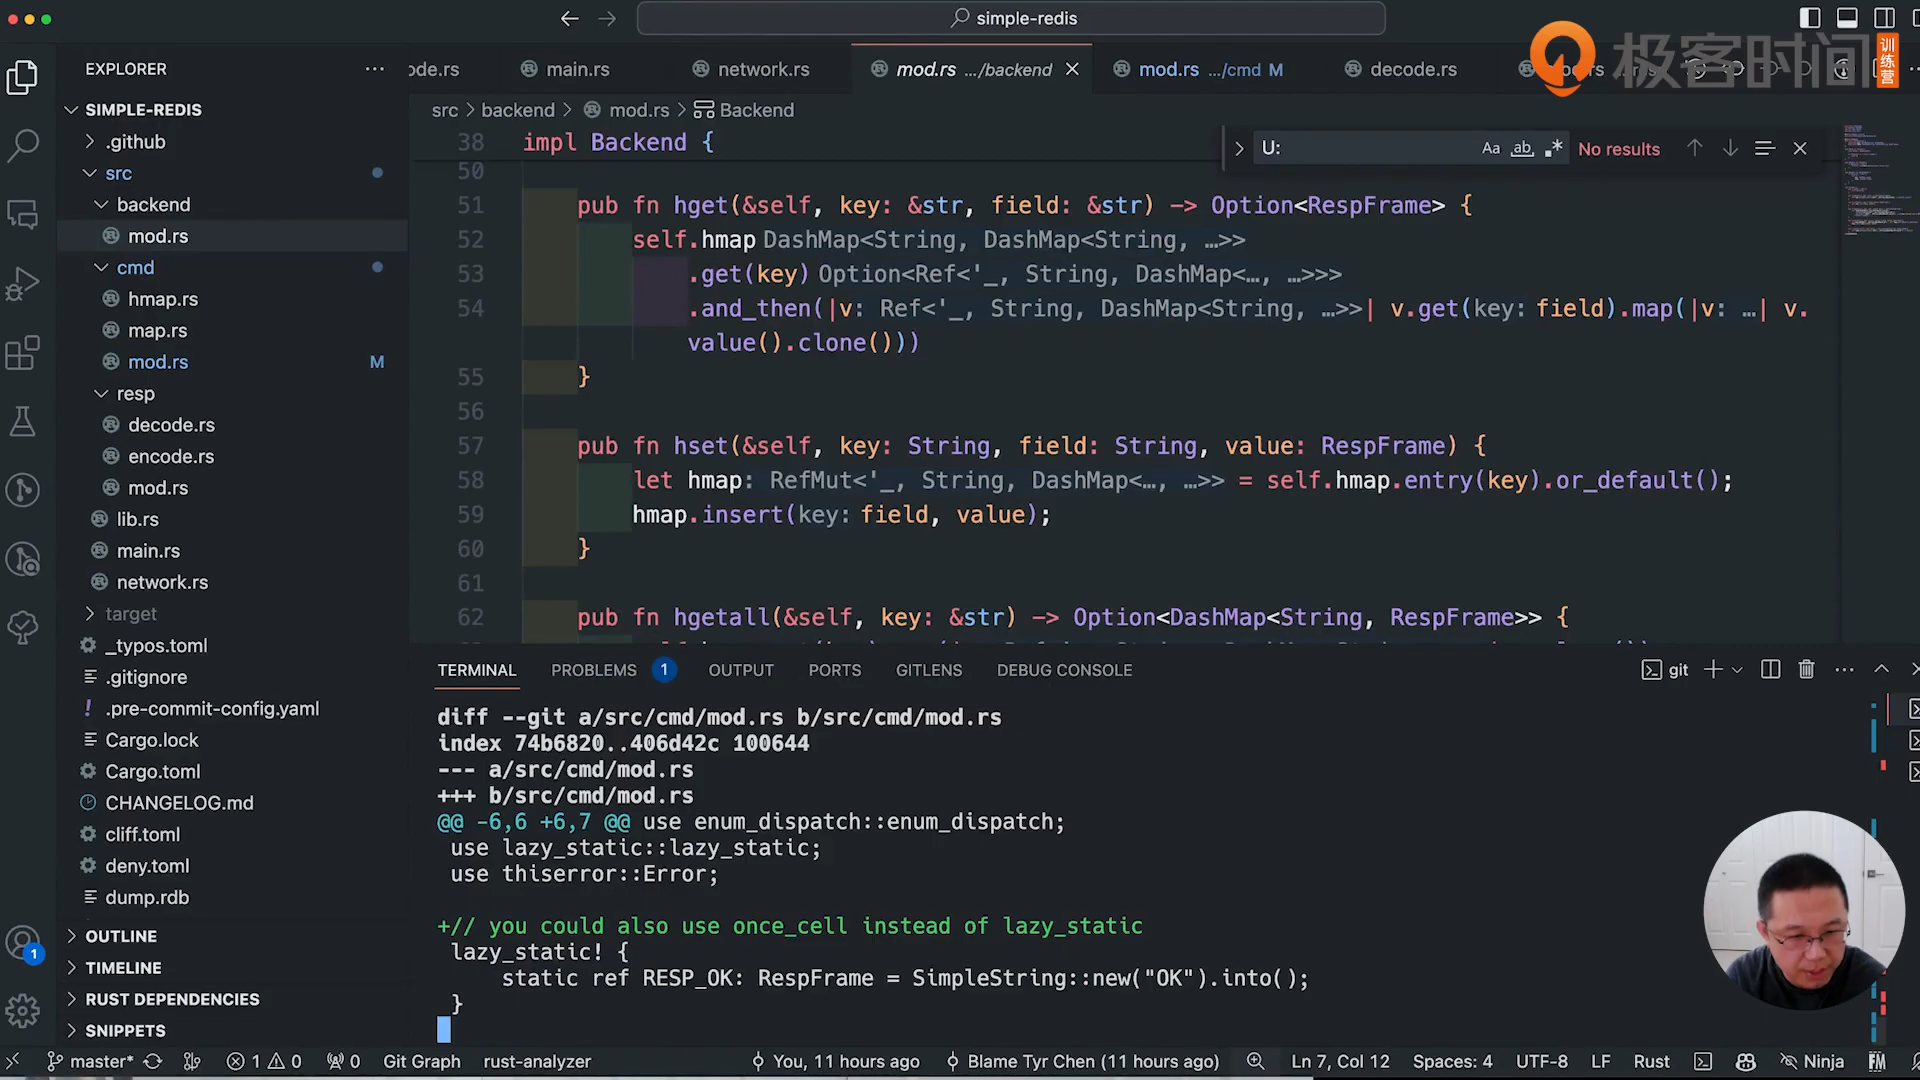 simple-redis
极客时间 训练营
EXPLORER
SIMPLE-REDIS
.github
src
backend
mod.rs
cmd
hmap.rs
map.rs
mod.rs M
resp
decode.rs
encode.rs
mod.rs
lib.rs
main.rs
network.rs
target
_typos.toml
.gitignore
.pre-commit-config.yaml
Cargo.lock
Cargo.toml
CHANGELOG.md
cliff.toml
deny.toml
dump.rdb
OUTLINE
TIMELINE
RUST DEPENDENCIES
SNIPPETS
ode.rs main.rs network.rs mod.rs .../backend mod.rs .../cmd M decode.rs
src > backend > mod.rs > Backend
U: Aa ab No results
38 impl Backend {
50
51 pub fn hget(&self, key: &str, field: &str) -> Option<RespFrame> {
52 self.hmap DashMap<String, DashMap<String, …>>
53 .get(key) Option<Ref<'_, String, DashMap<…, …>>>
54 .and_then(|v: Ref<'_, String, DashMap<String, …>>| v.get(key: field).map(|v: …| v.
value().clone()))
55 }
56
57 pub fn hset(&self, key: String, field: String, value: RespFrame) {
58 let hmap: RefMut<'_, String, DashMap<…, …>> = self.hmap.entry(key).or_default();
59 hmap.insert(key: field, value);
60 }
61
62 pub fn hgetall(&self, key: &str) -> Option<DashMap<String, RespFrame>> {
TERMINAL PROBLEMS 1 OUTPUT PORTS GITLENS DEBUG CONSOLE git
diff --git a/src/cmd/mod.rs b/src/cmd/mod.rs
index 74b6820..406d42c 100644
--- a/src/cmd/mod.rs
+++ b/src/cmd/mod.rs
@@ -6,6 +6,7 @@ use enum_dispatch::enum_dispatch;
use lazy_static::lazy_static;
use thiserror::Error;
+// you could also use once_cell instead of lazy_static
lazy_static! {
static ref RESP_OK: RespFrame = SimpleString::new("OK").into();
}
1
master* 1 0 0 Git Graph rust-analyzer You, 11 hours ago Blame Tyr Chen (11 hours ago) Ln 7, Col 12 Spaces: 4 UTF-8 LF Rust Ninja